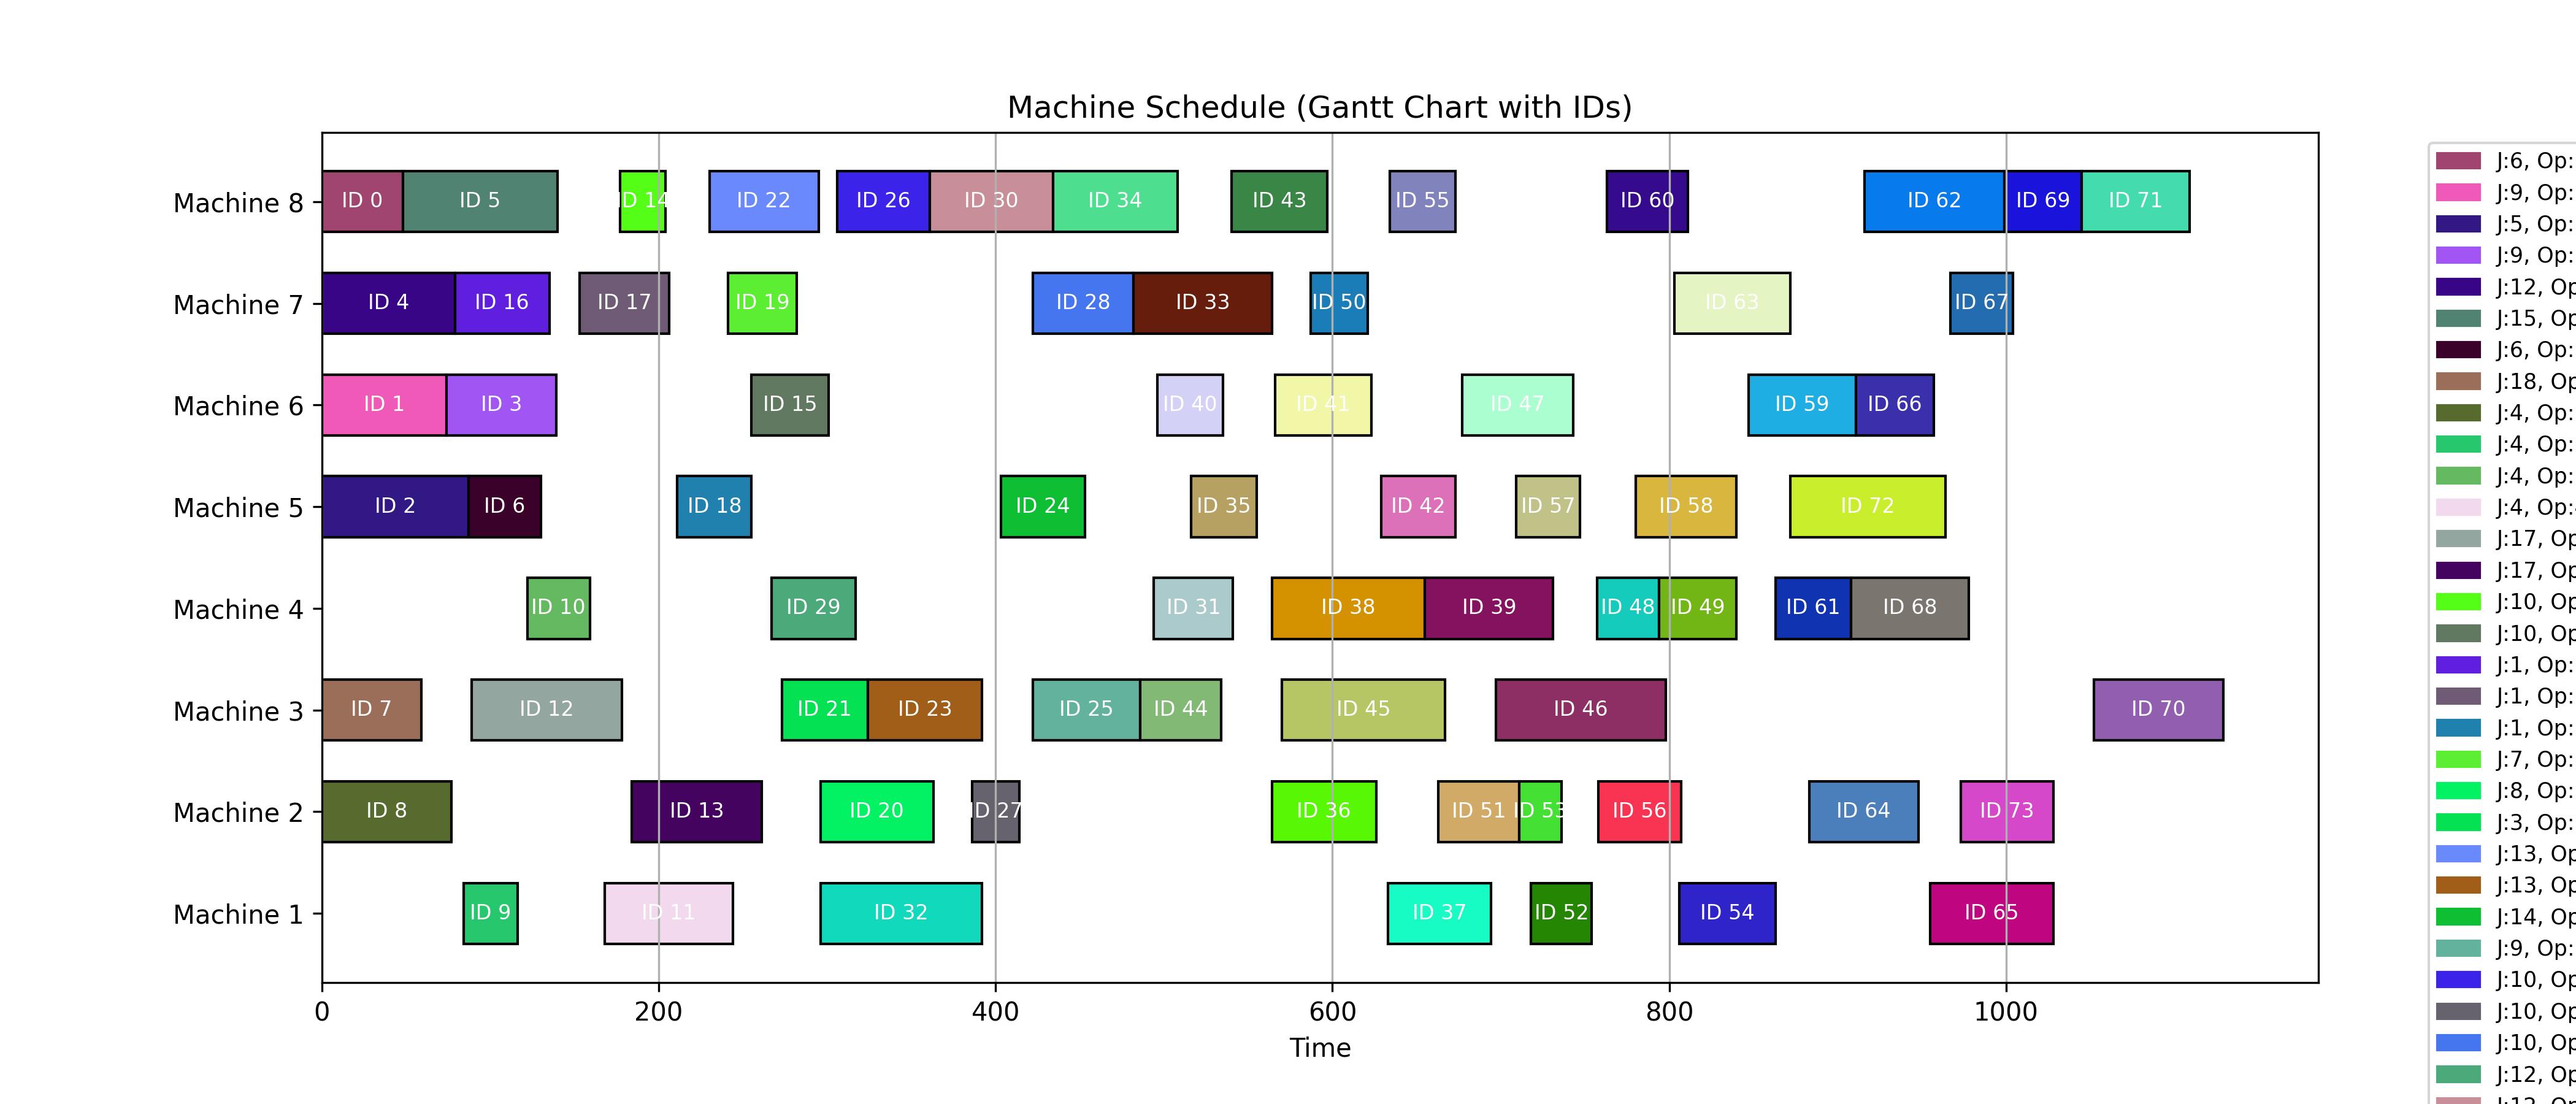 Machine Schedule (Gantt Chart with IDs)
Machine 8
ID 0 ID 5 ID 14 ID 22 ID 26 ID 30 ID 34 ID 43 ID 55 ID 60 ID 62 ID 69 ID 71
Machine 7
ID 4 ID 16 ID 17 ID 19 ID 28 ID 33 ID 50 ID 63 ID 67
Machine 6
ID 1 ID 3 ID 15 ID 40 ID 41 ID 47 ID 59 ID 66
Machine 5
ID 2 ID 6 ID 18 ID 24 ID 35 ID 42 ID 57 ID 58 ID 72
Machine 4
ID 10 ID 29 ID 31 ID 38 ID 39 ID 48 ID 49 ID 61 ID 68
Machine 3
ID 7 ID 12 ID 21 ID 23 ID 25 ID 44 ID 45 ID 46 ID 70
Machine 2
ID 8 ID 13 ID 20 ID 27 ID 36 ID 51 ID 53 ID 56 ID 64 ID 73
Machine 1
ID 9 ID 11 ID 32 ID 37 ID 52 ID 54 ID 65
0 200 400 600 800 1000
Time
J:6, Op:
J:9, Op:
J:5, Op:
J:9, Op:
J:12, Op
J:15, Op
J:6, Op:
J:18, Op
J:4, Op:
J:4, Op:
J:4, Op:
J:4, Op:
J:17, Op
J:17, Op
J:10, Op
J:10, Op
J:1, Op:
J:1, Op:
J:1, Op:
J:7, Op:
J:8, Op:
J:3, Op:
J:13, Op
J:13, Op
J:14, Op
J:9, Op:
J:10, Op
J:10, Op
J:10, Op
J:12, Op